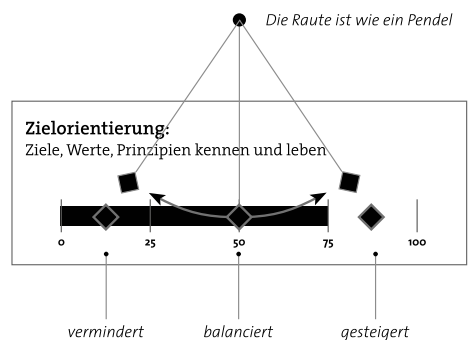 Die Raute ist wie ein Pendel
Zielorientierung:
Ziele, Werte, Prinzipien kennen und leben
0 25 50 75 100
vermindert balanciert gesteigert